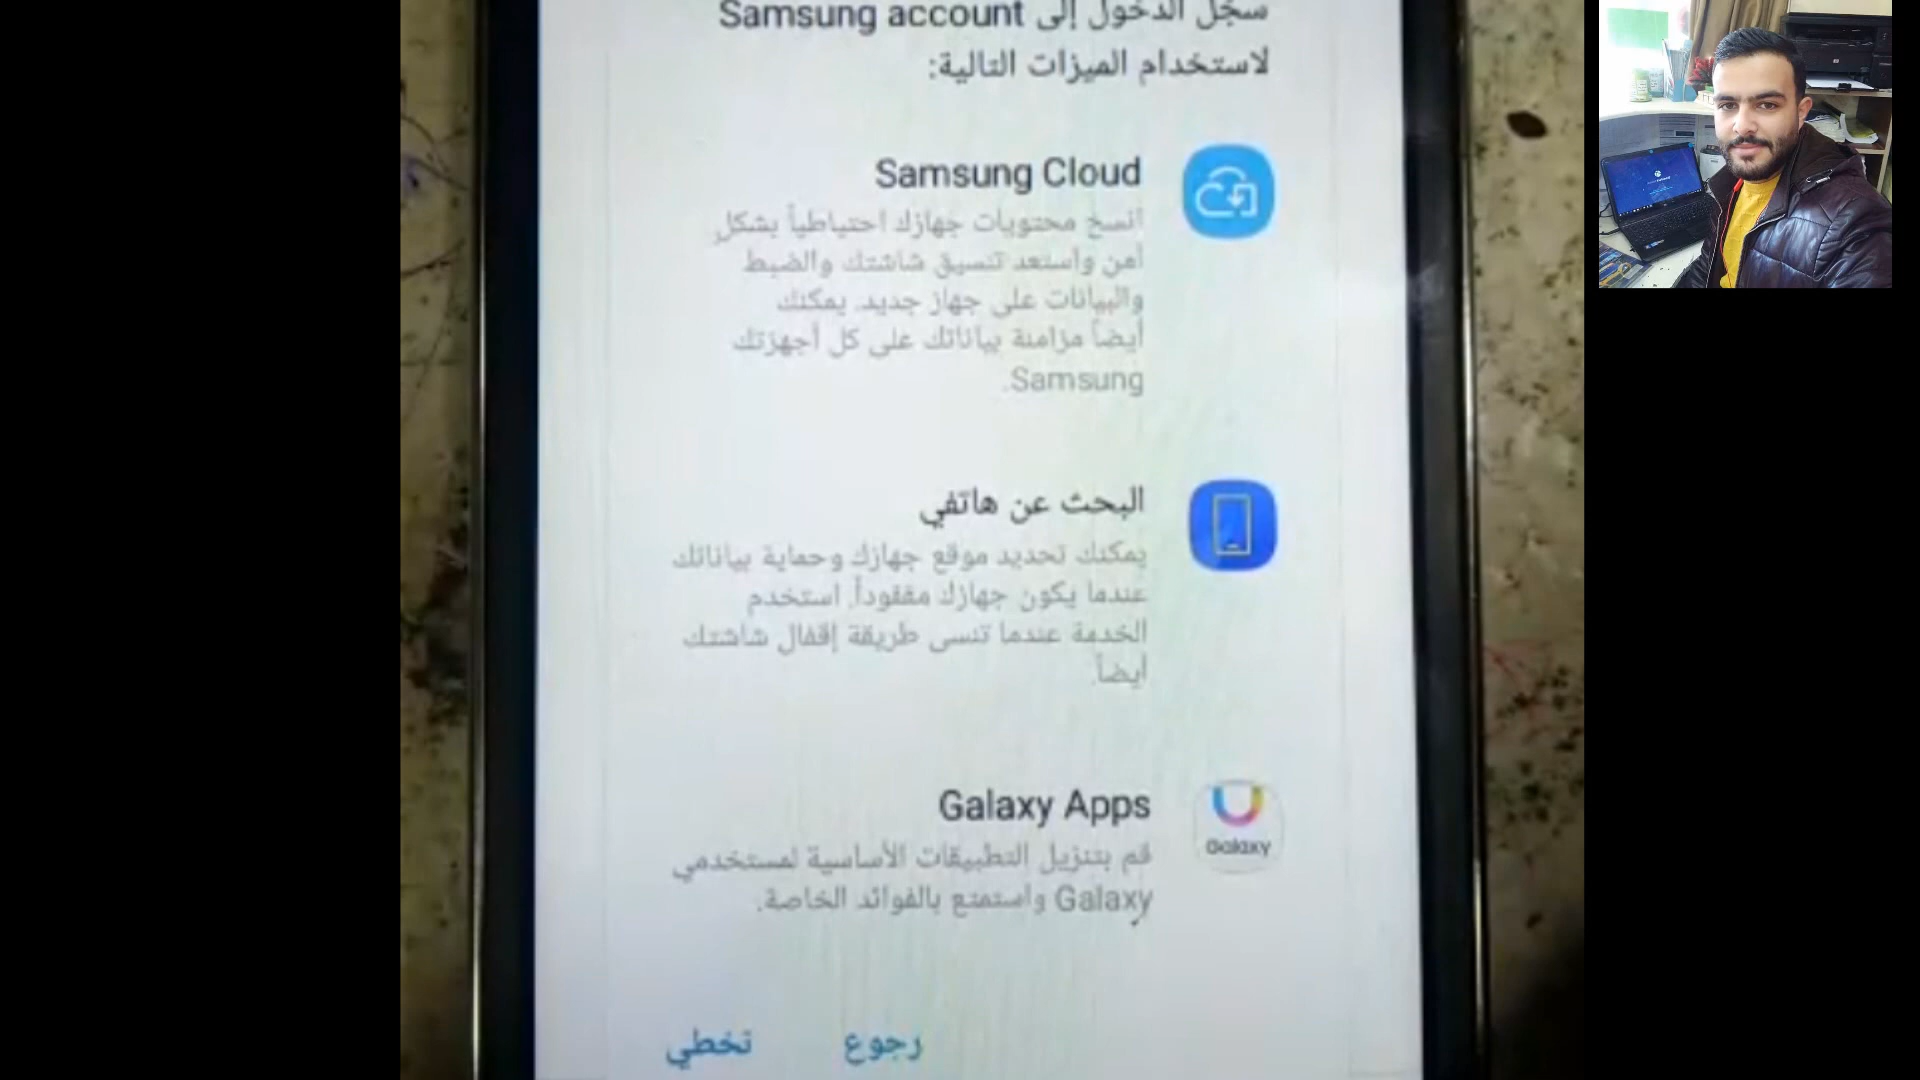 سجّل الدخول إلى Samsung account
لاستخدام الميزات التالية:
Samsung Cloud
انسخ محتويات جهازك احتياطياً بشكل
آمن واستعد تنسيق شاشتك والضبط
والبيانات على جهاز جديد. يمكنك
أيضاً مزامنة بياناتك على كل أجهزتك
Samsung.
البحث عن هاتفي
يمكنك تحديد موقع جهازك وحماية بياناتك
عندما يكون جهازك مفقوداً. استخدم
الخدمة عندما تنسى طريقة إقفال شاشتك
أيضاً.
Galaxy Apps
Galaxy
قم بتنزيل التطبيقات الأساسية لمستخدمي
Galaxy واستمتع بالفوائد الخاصة.
رجوع
تخطي